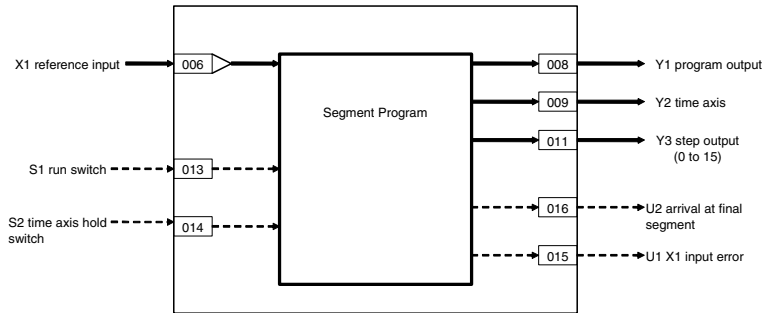 X1 reference input
006
008
Y1 program output
009
Y2 time axis
Segment Program
011
Y3 step output
(0 to 15)
S1 run switch
013
S2 time axis hold
switch
014
016
U2 arrival at final
segment
015
U1 X1 input error